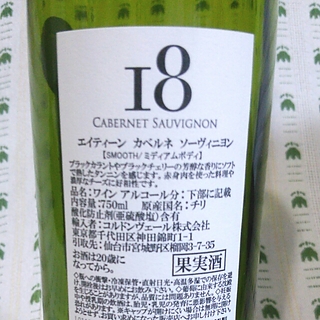 18
CABERNET SAUVIGNON
エイティーン カベルネ ソーヴィニヨン
【SMOOTH/ミディアムボディ】
ブラックカラントやブラックチェリーの芳醇な香りにソフト
で熟したタンニンを感じます。赤身肉を使った料理や
濃厚なチーズに好相性です。
品名:ワイン アルコール分:下部に記載
内容量:750ml 原産国名:チリ
酸化防止剤(亜硫酸塩)含有
輸入者:コルドンヴェール株式会社
東京都千代田区神田錦町1-1
引取先:仙台市宮城野区榴岡3-7-35
お酒は20歳に
なってから。
果実酒